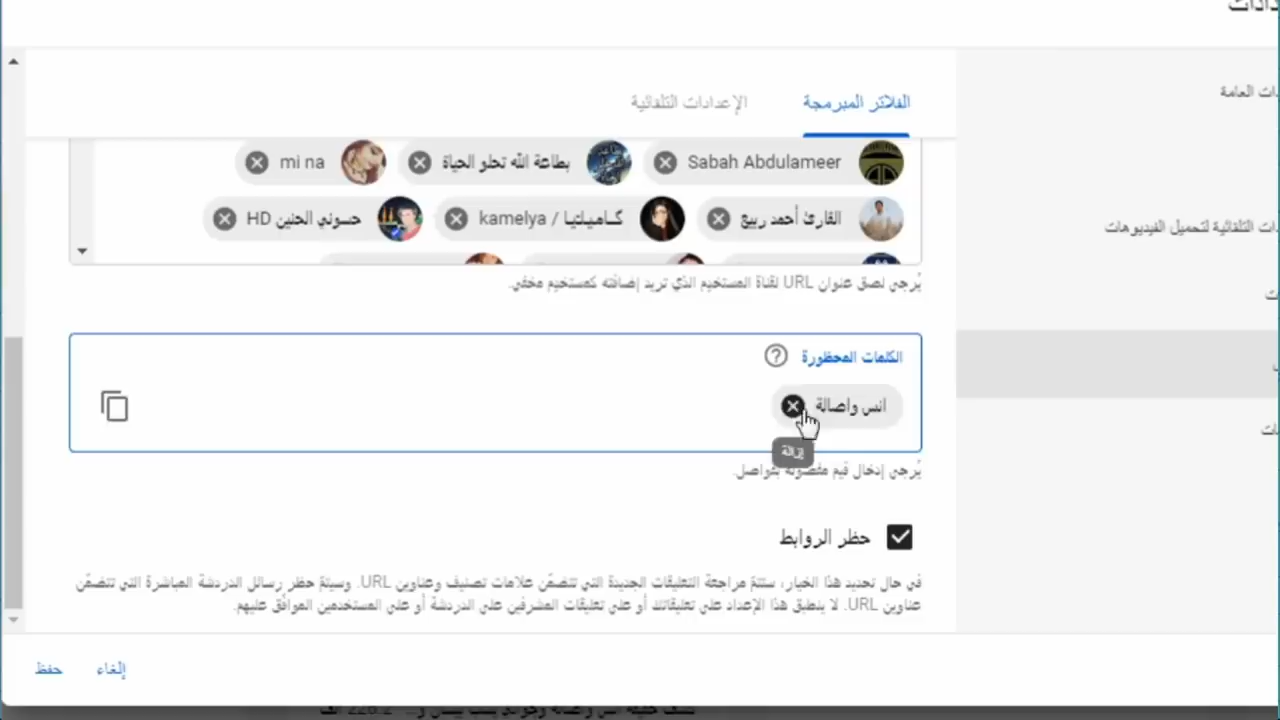 ات العامة
ات التلقائية لتحميل الفيديوهات
الفلاتر المبرمجة
الإعدادات التلقائية
Sabah Abdulameer
بطاعة الله تحلو الحياة
mi na
القارئ أحمد ربيع
كـامـيـلـيـا / kamelya
حسوني الحنين HD
يُرجى لصق عنوان URL لقناة المستخدم الذي تريد إضافته كمستخدم مخفي.
الكلمات المحظورة
انس واصالة
إزالة
يُرجى إدخال قيم مفصولة بفواصل.
حظر الروابط
في حال تحديد هذا الخيار، ستتمّ مراجعة التعليقات الجديدة التي تتضمّن علامات تصنيف وعناوين URL. وسيتمّ حظر رسائل الدردشة المباشرة التي تتضمّن
عناوين URL. لا ينطبق هذا الإعداد على تعليقاتك أو على تعليقات المشرفين على الدردشة أو على المستخدمين الموافَق عليهم.
إلغاء
حفظ